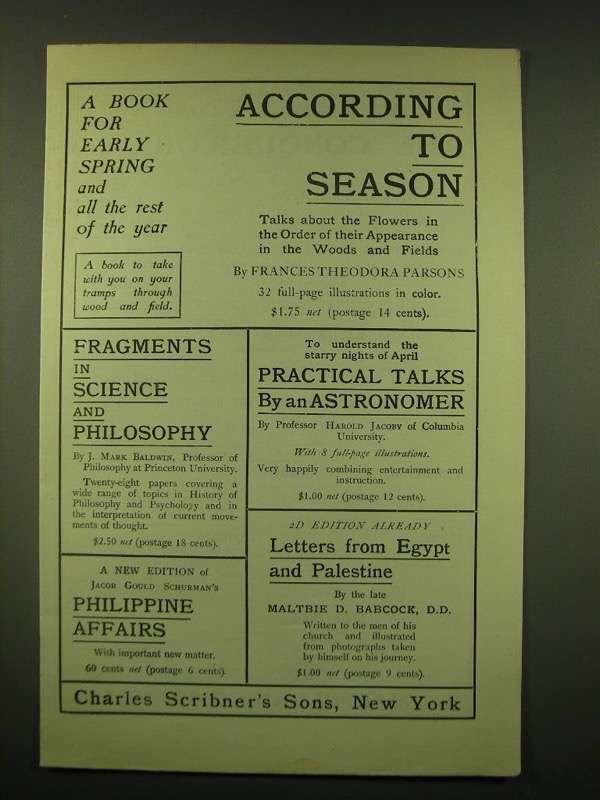 A BOOK
FOR
EARLY
SPRING
and
all the rest
of the year
A book to take
with you on your
tramps through
wood and field.
ACCORDING
TO
SEASON
Talks about the Flowers in
the Order of their Appearance
in the Woods and Fields
By FRANCES THEODORA PARSONS
32 full-page illustrations in color.
$1.75 net (postage 14 cents).
FRAGMENTS
IN
SCIENCE
AND
PHILOSOPHY
By J. MARK BALDWIN, Professor of
Philosophy at Princeton University.
Twenty-eight papers covering a
wide range of topics in History of
Philosophy and Psychology and in
the interpretation of current move-
ments of thought.
$2.50 net (postage 18 cents).
To understand the
starry nights of April
PRACTICAL TALKS
By an ASTRONOMER
By Professor HAROLD JACOBY of Columbia
University.
With 8 full-page illustrations.
Very happily combining entertainment and
instruction.
$1.00 net (postage 12 cents).
A NEW EDITION of
JACOB GOULD SCHURMAN'S
PHILIPPINE
AFFAIRS
With important new matter.
60 cents net (postage 6 cents).
2D EDITION ALREADY
Letters from Egypt
and Palestine
By the late
MALTBIE D. BABCOCK, D.D.
Written to the men of his
church and illustrated
from photographs taken
by himself on his journey.
$1.00 net (postage 9 cents).
Charles Scribner's Sons, New York